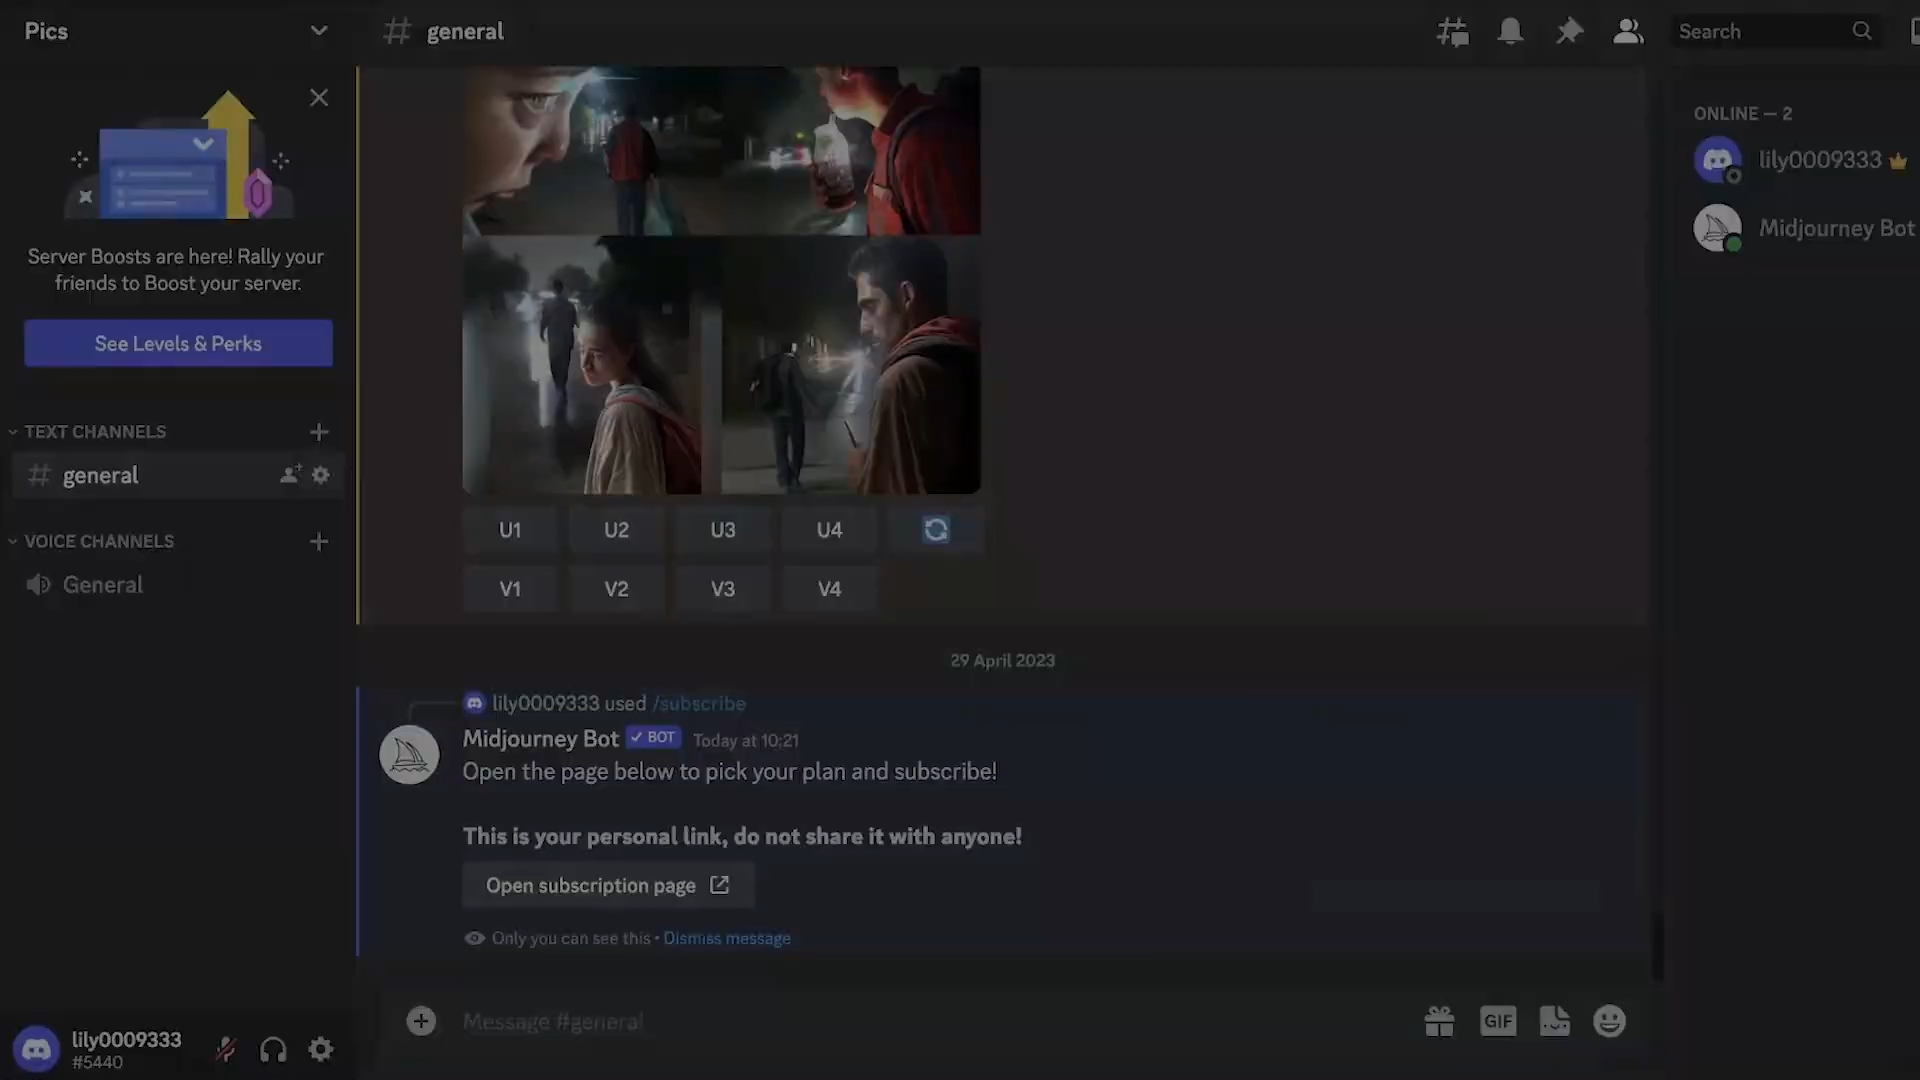 Pics
general
Search
Server Boosts are here! Rally your
friends to Boost your server.
See Levels & Perks
TEXT CHANNELS
general
VOICE CHANNELS
General
lily0009333
#5440
U1 U2 U3 U4
V1 V2 V3 V4
29 April 2023
lily0009333 used /subscribe
Midjourney Bot ✓ BOT Today at 10:21
Open the page below to pick your plan and subscribe!
This is your personal link, do not share it with anyone!
Open subscription page
Only you can see this • Dismiss message
Message #general
GIF
ONLINE — 2
lily0009333
Midjourney Bot